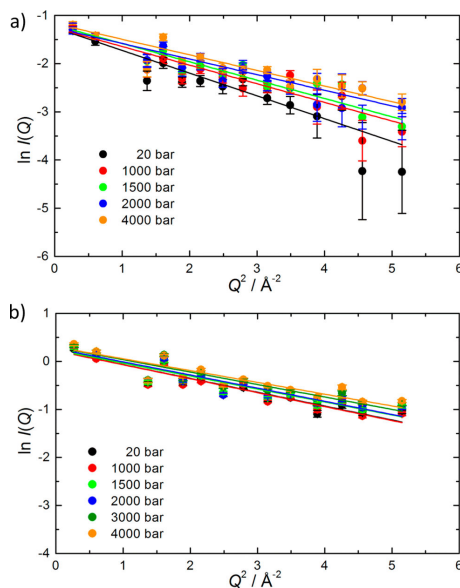 a)
-1
-2
-3
-4
-5
-6
ln I(Q)
20 bar
1000 bar
1500 bar
2000 bar
4000 bar
0 1 2 3 4 5 6
Q² / Å⁻²
b)
1
0
-1
-2
-3
-4
ln I(Q)
20 bar
1000 bar
1500 bar
2000 bar
3000 bar
4000 bar
0 1 2 3 4 5 6
Q² / Å⁻²